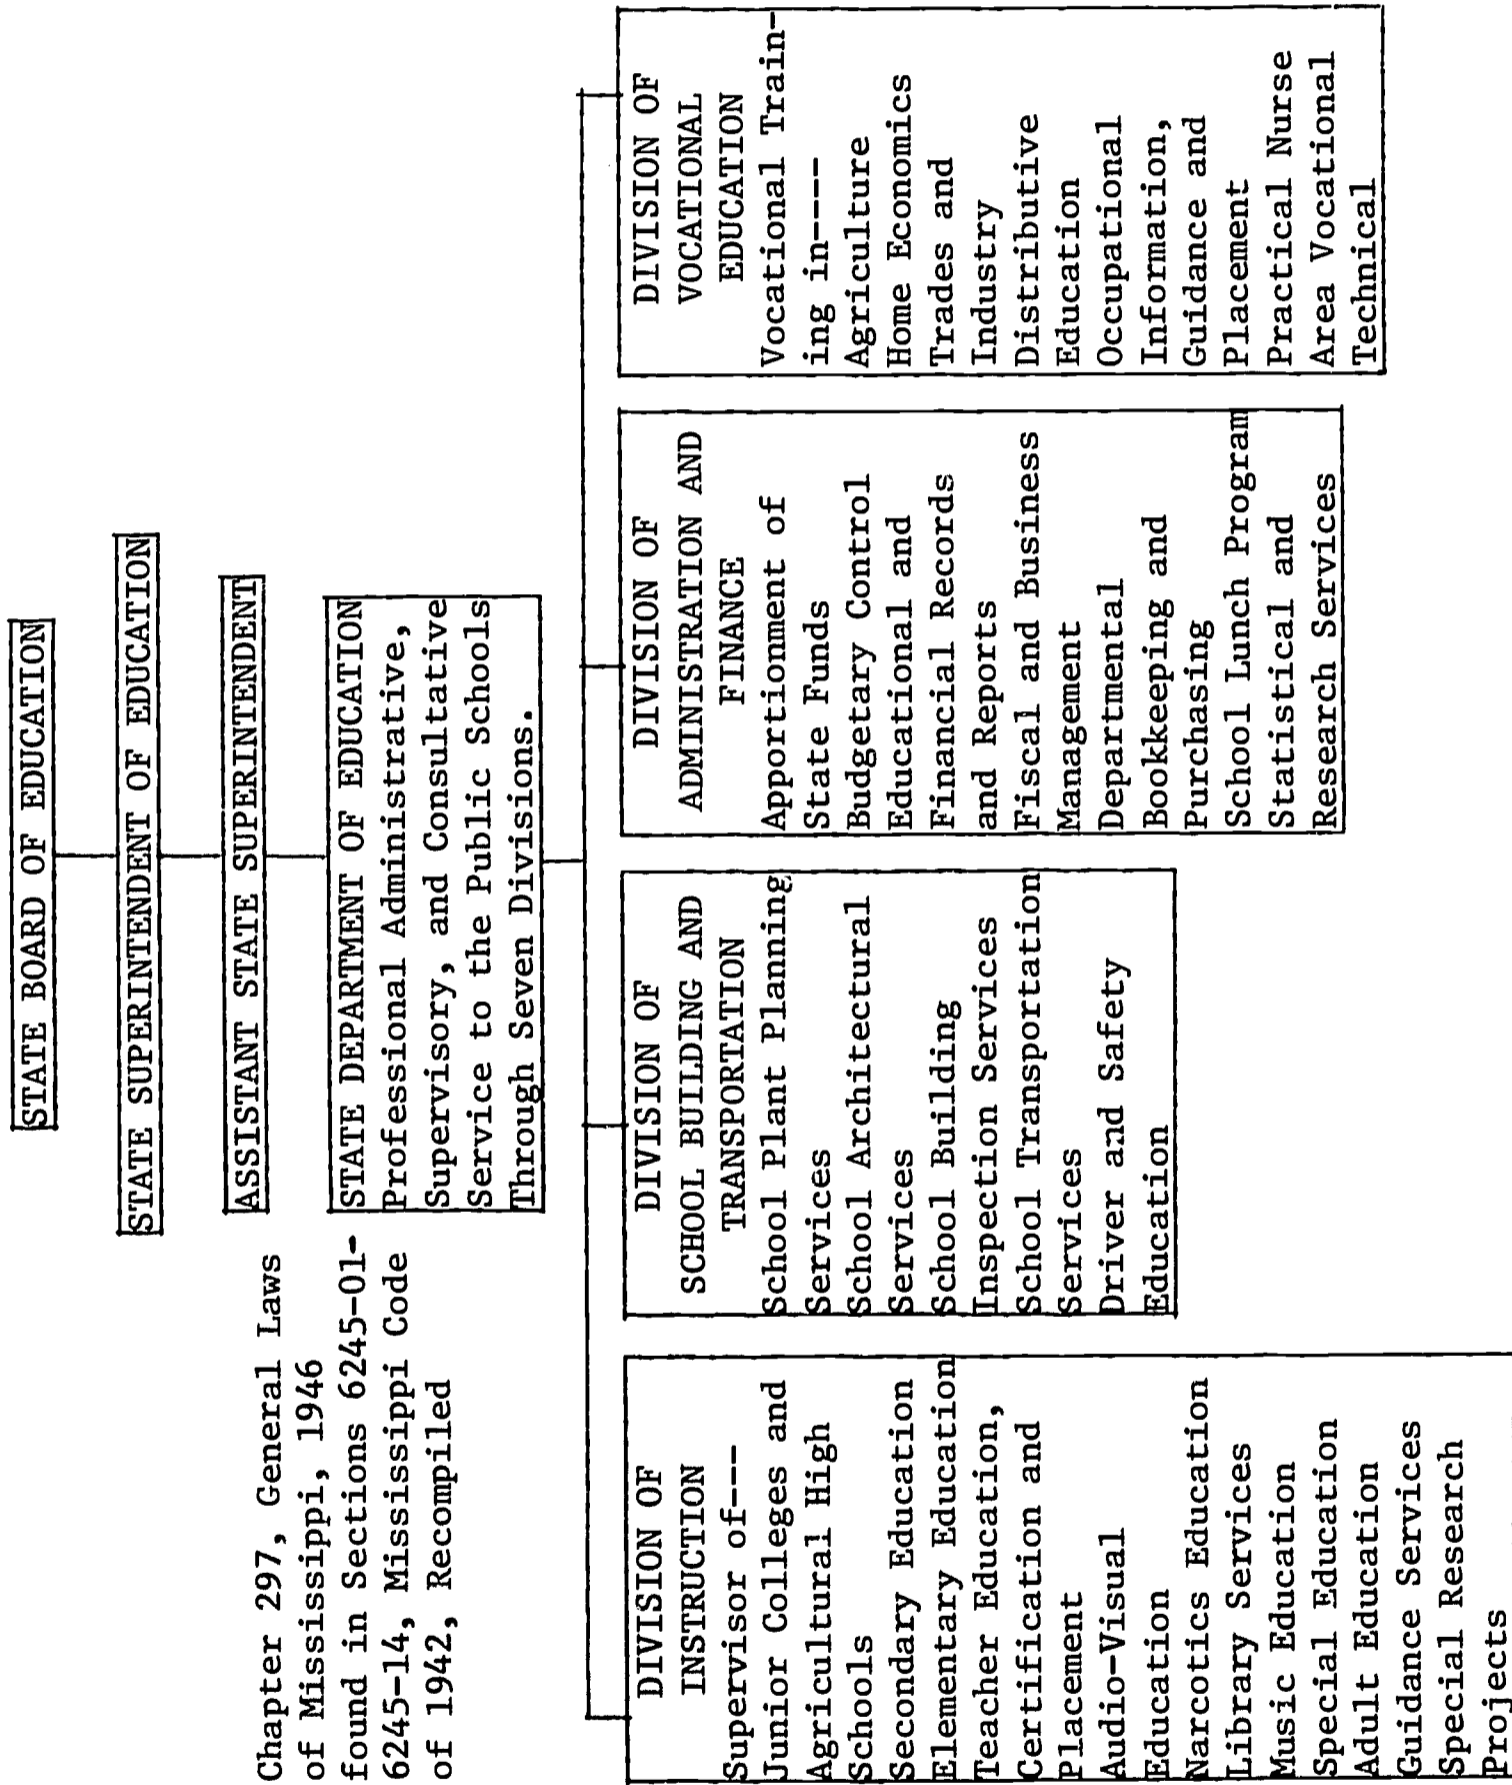 STATE BOARD OF EDUCATION
STATE SUPERINTENDENT OF EDUCATION
ASSISTANT STATE SUPERINTENDENT
Chapter 297, General Laws
of Mississippi, 1946
found in Sections 6245-01-
6245-14, Mississippi Code
of 1942, Recompiled
STATE DEPARTMENT OF EDUCATION
Professional Administrative,
Supervisory, and Consultative
Service to the Public Schools
Through Seven Divisions.
DIVISION OF
INSTRUCTION
Supervisor of---
Junior Colleges and
Agricultural High
Schools
Secondary Education
Elementary Education
Teacher Education,
Certification and
Placement
Audio-Visual
Education
Narcotics Education
Library Services
Music Education
Special Education
Adult Education
Guidance Services
Special Research
Projects
DIVISION OF
SCHOOL BUILDING AND
TRANSPORTATION
School Plant Planning
Services
School Architectural
Services
School Building
Inspection Services
School Transportation
Services
Driver and Safety
Education
DIVISION OF
ADMINISTRATION AND
FINANCE
Apportionment of
State Funds
Budgetary Control
Educational and
Financial Records
and Reports
Fiscal and Business
Management
Departmental
Bookkeeping and
Purchasing
School Lunch Program
Statistical and
Research Services
DIVISION OF
VOCATIONAL
EDUCATION
Vocational Train-
ing in----
Agriculture
Home Economics
Trades and
Industry
Distributive
Education
Occupational
Information,
Guidance and
Placement
Practical Nurse
Area Vocational
Technical